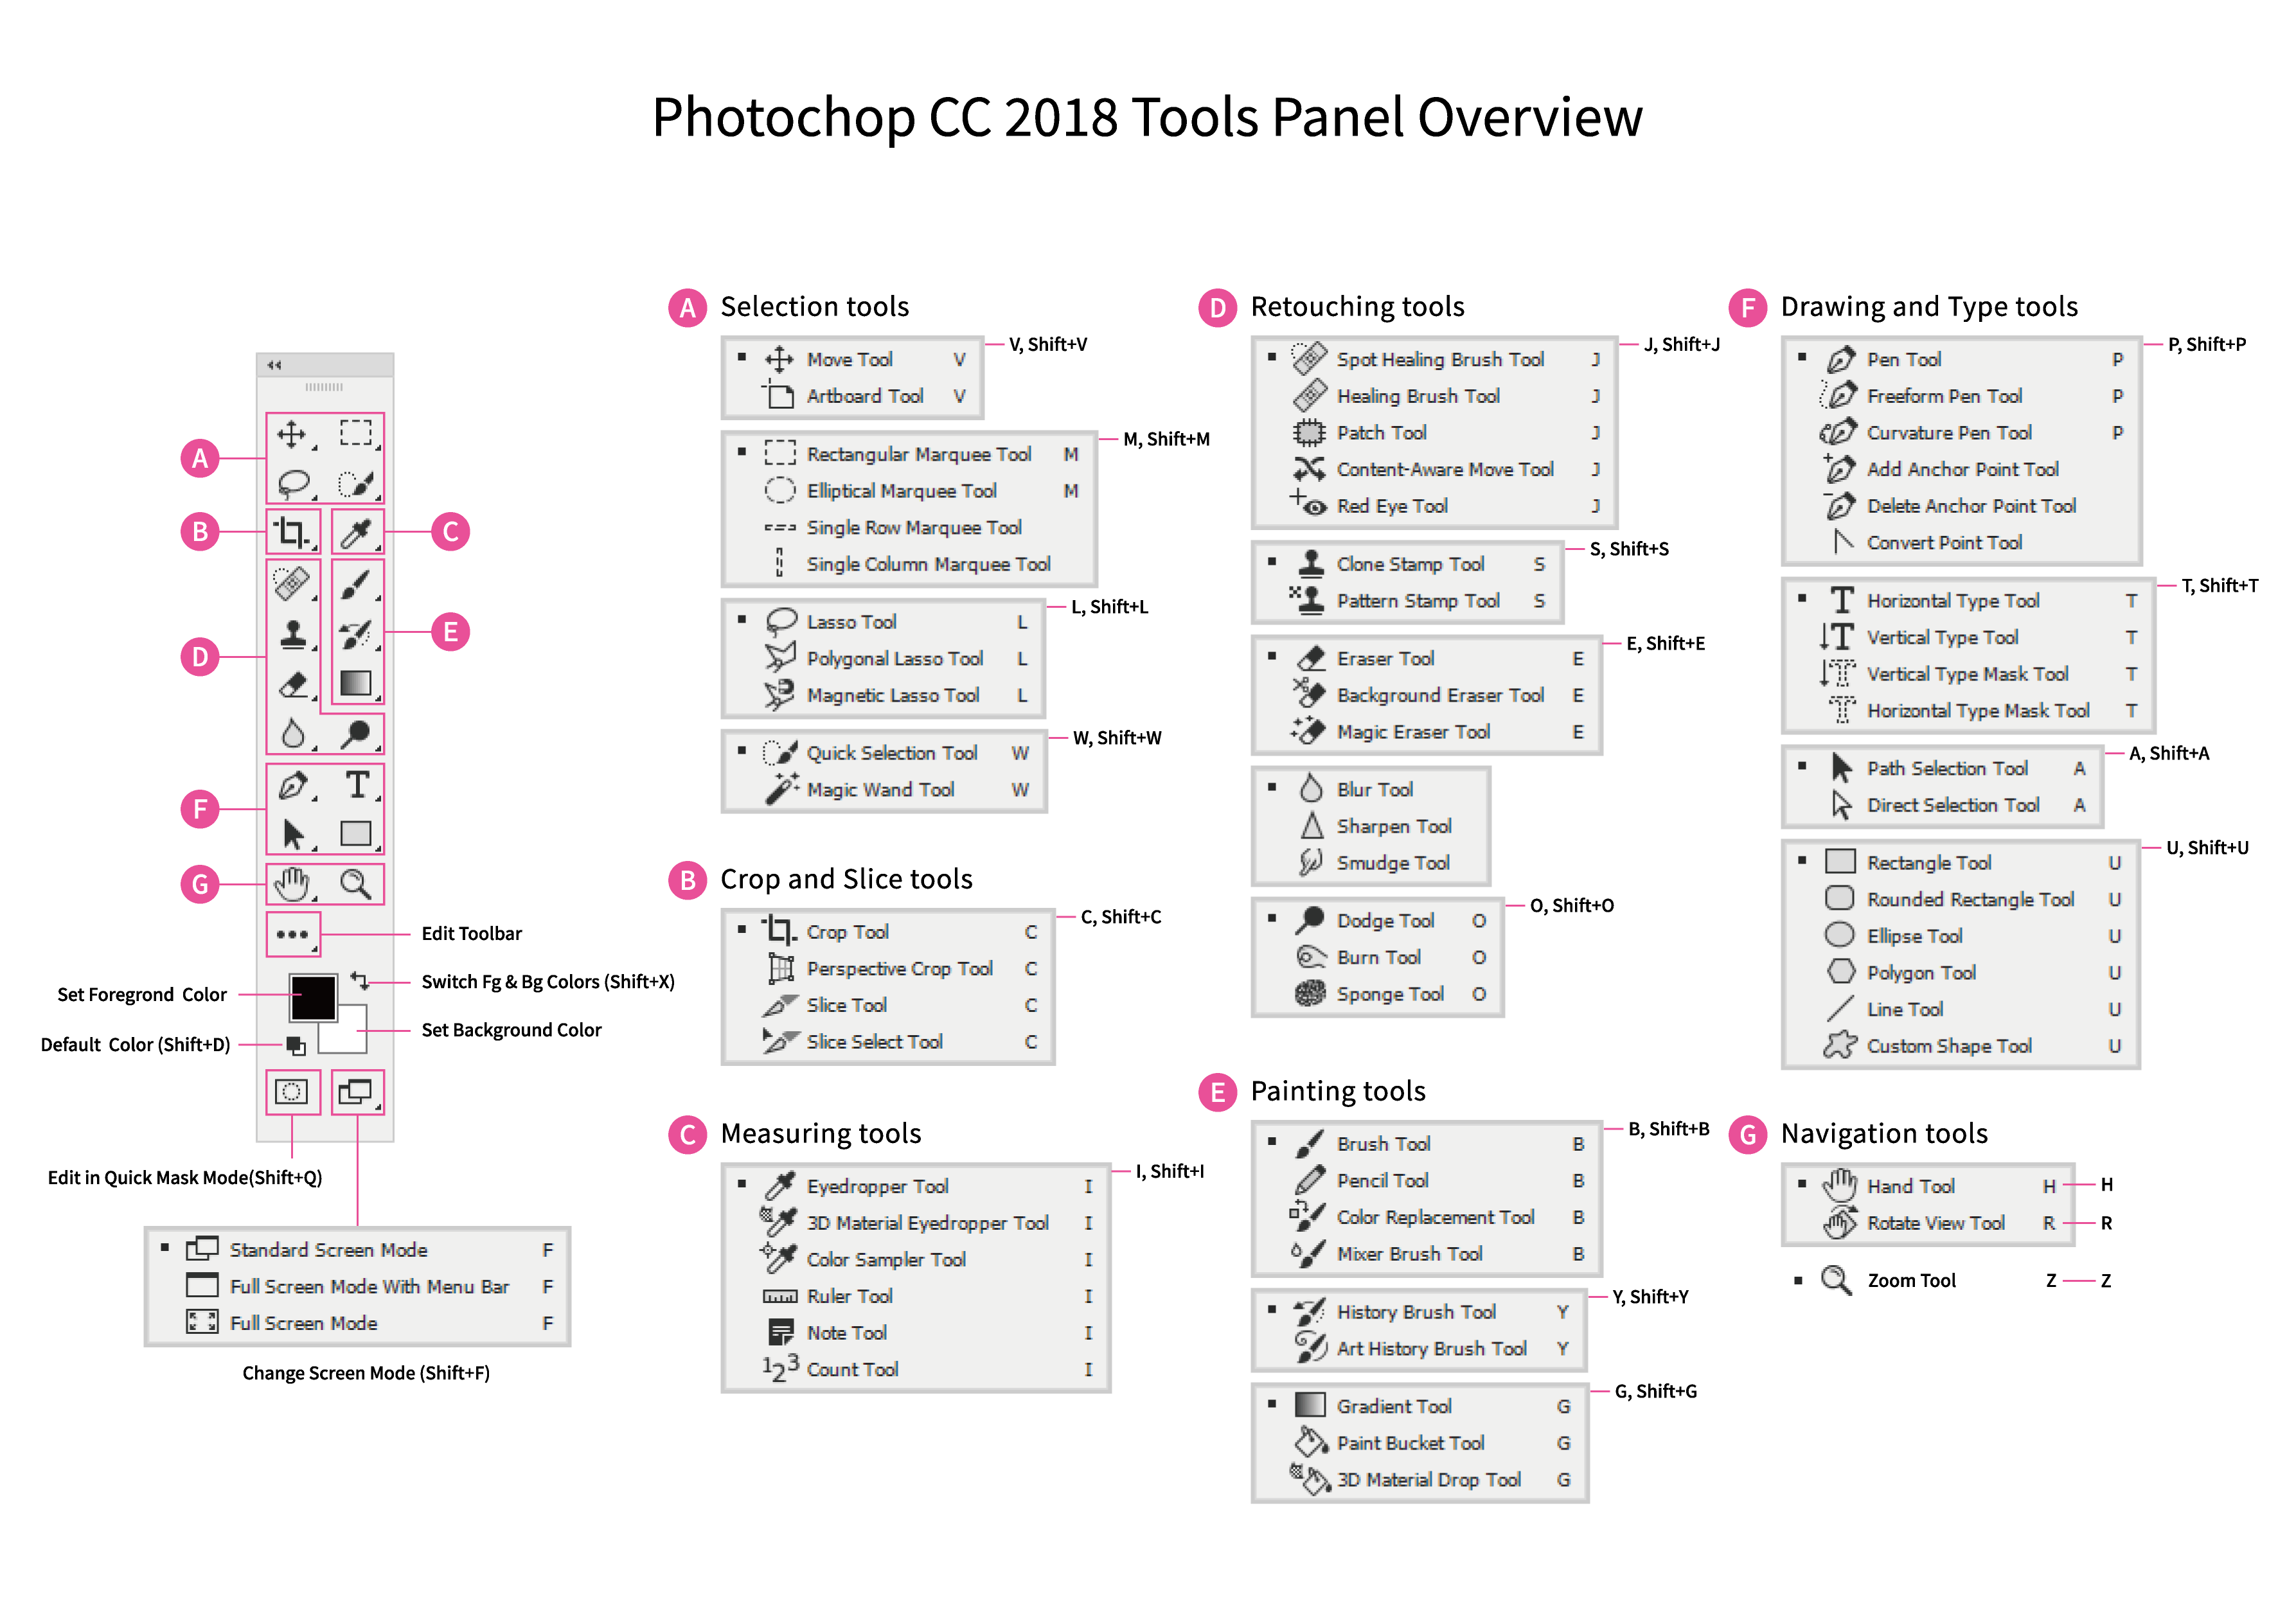 Photochop CC 2018 Tools Panel Overview
A
B
C
D
E
F
G
T
Edit Toolbar
Switch Fg & Bg Colors (Shift+X)
Set Foregrond  Color
Set Background Color
Default  Color (Shift+D)
Edit in Quick Mask Mode(Shift+Q)
Standard Screen Mode F
Full Screen Mode With Menu Bar F
Full Screen Mode F
Change Screen Mode (Shift+F)
A Selection tools
Move Tool V
Artboard Tool V
V, Shift+V
Rectangular Marquee Tool M
Elliptical Marquee Tool M
Single Row Marquee Tool
Single Column Marquee Tool
M, Shift+M
Lasso Tool L
Polygonal Lasso Tool L
Magnetic Lasso Tool L
L, Shift+L
Quick Selection Tool W
Magic Wand Tool W
W, Shift+W
B Crop and Slice tools
Crop Tool C
Perspective Crop Tool C
Slice Tool C
Slice Select Tool C
C, Shift+C
C Measuring tools
Eyedropper Tool I
3D Material Eyedropper Tool I
Color Sampler Tool I
Ruler Tool I
Note Tool I
123 Count Tool I
I, Shift+I
D Retouching tools
Spot Healing Brush Tool J
Healing Brush Tool J
Patch Tool J
Content-Aware Move Tool J
Red Eye Tool J
J, Shift+J
Clone Stamp Tool S
Pattern Stamp Tool S
S, Shift+S
Eraser Tool E
Background Eraser Tool E
Magic Eraser Tool E
E, Shift+E
Blur Tool
Sharpen Tool
Smudge Tool
Dodge Tool O
Burn Tool O
Sponge Tool O
O, Shift+O
E Painting tools
Brush Tool B
Pencil Tool B
Color Replacement Tool B
Mixer Brush Tool B
B, Shift+B
History Brush Tool Y
Art History Brush Tool Y
Y, Shift+Y
Gradient Tool G
Paint Bucket Tool G
3D Material Drop Tool G
G, Shift+G
F Drawing and Type tools
Pen Tool P
Freeform Pen Tool P
Curvature Pen Tool P
Add Anchor Point Tool
Delete Anchor Point Tool
Convert Point Tool
P, Shift+P
T Horizontal Type Tool T
T Vertical Type Tool T
T Vertical Type Mask Tool T
T Horizontal Type Mask Tool T
T, Shift+T
Path Selection Tool A
Direct Selection Tool A
A, Shift+A
Rectangle Tool U
Rounded Rectangle Tool U
Ellipse Tool U
Polygon Tool U
Line Tool U
Custom Shape Tool U
U, Shift+U
G Navigation tools
Hand Tool H H
Rotate View Tool R R
Zoom Tool Z Z